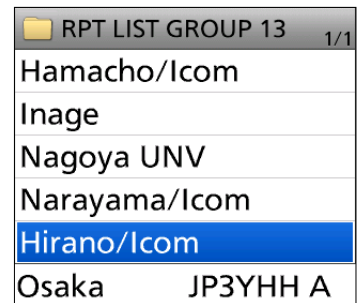 RPT LIST GROUP 13 1/1
Hamacho/Icom
Inage
Nagoya UNV
Narayama/Icom
Hirano/Icom
Osaka JP3YHH A